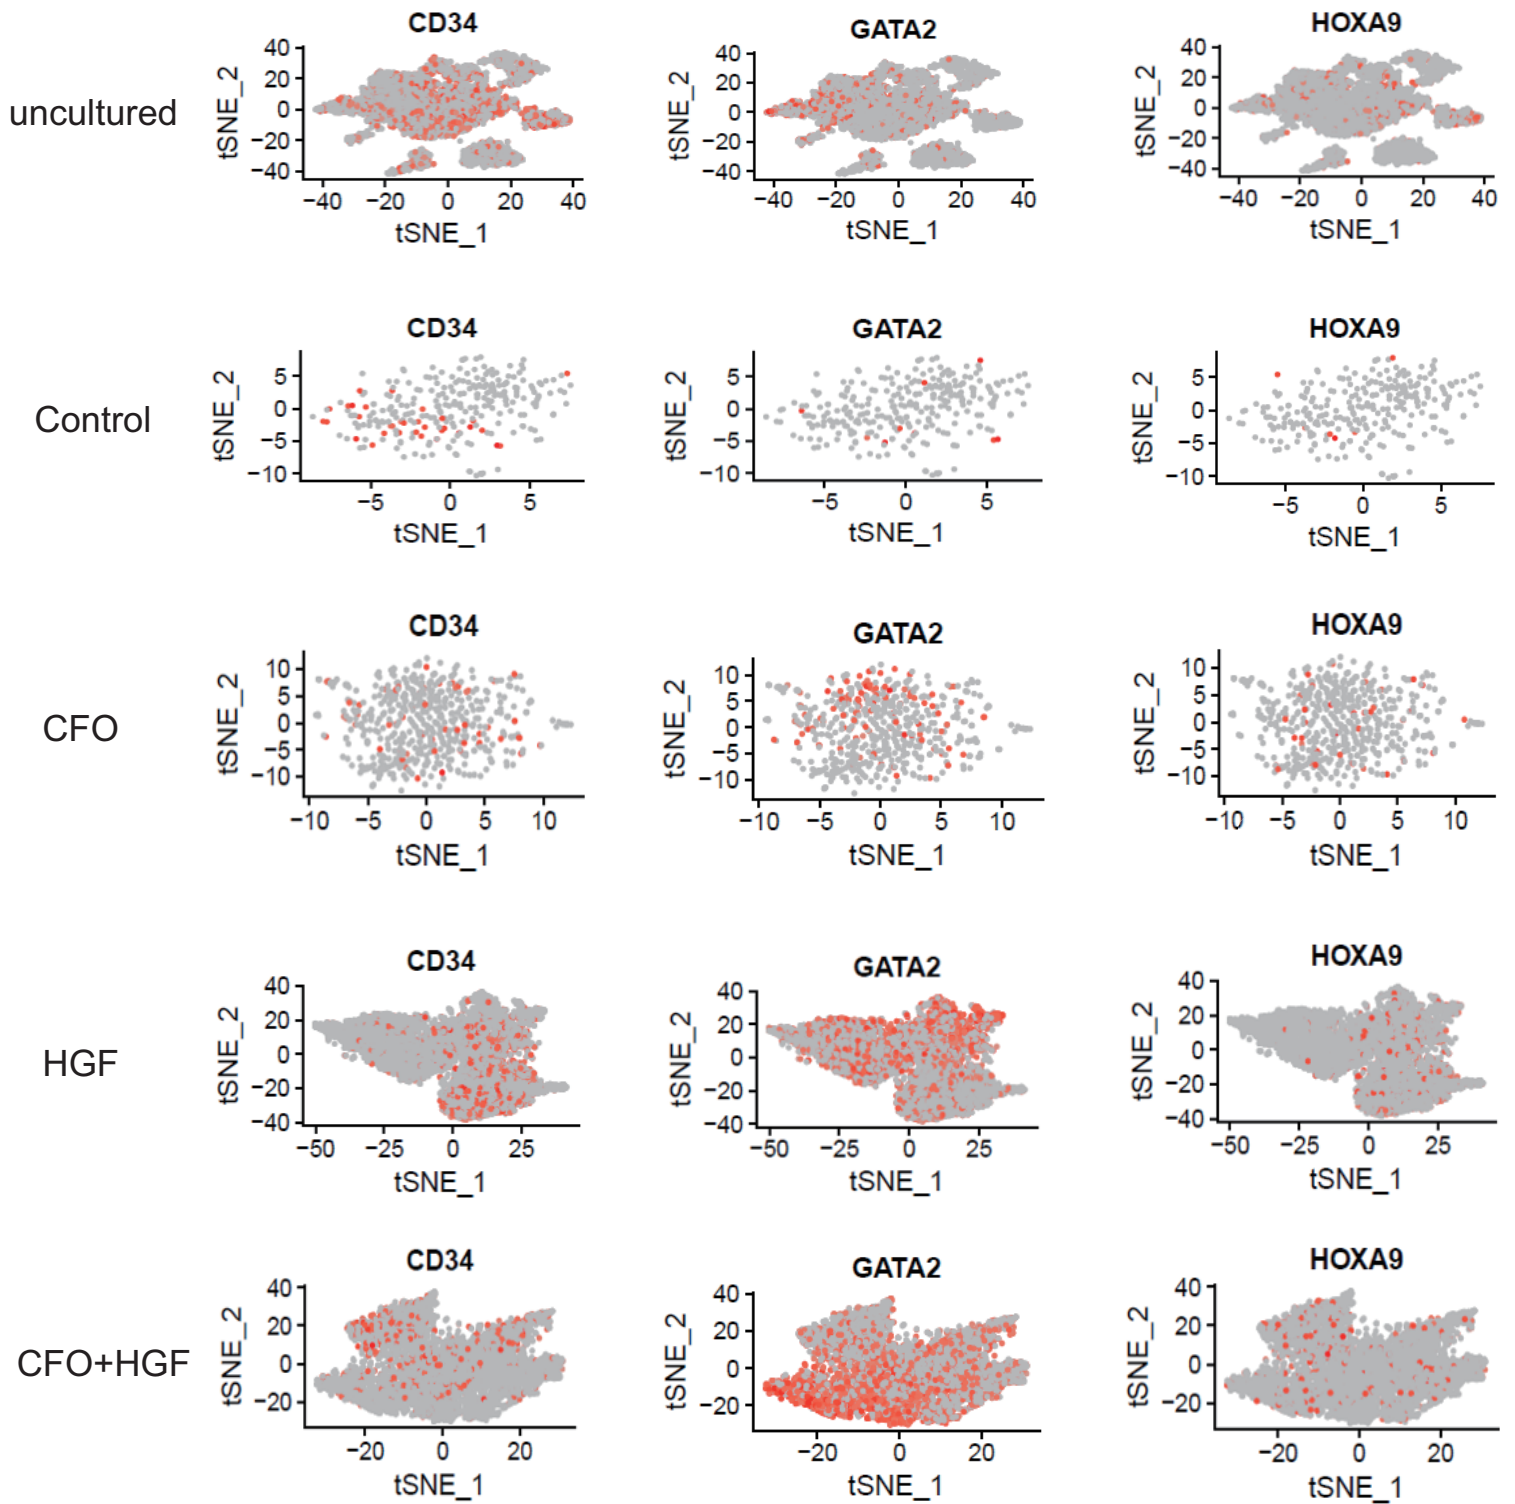 CD34 GATA2 HOXA9
uncultured
tSNE_2 40 20 0 −20 −40
−40 −20 0 20 40
tSNE_1
tSNE_2 40 20 0 −20 −40
−40 −20 0 20 40
tSNE_1
tSNE_2 40 20 0 −20 −40
−40 −20 0 20 40
tSNE_1
CD34 GATA2 HOXA9
Control
tSNE_2 5 0 −5 −10
−5 0 5
tSNE_1
tSNE_2 5 0 −5 −10
−5 0 5
tSNE_1
tSNE_2 5 0 −5 −10
−5 0 5
tSNE_1
CD34 GATA2 HOXA9
CFO
tSNE_2 10 5 0 −5 −10
−10 −5 0 5 10
tSNE_1
tSNE_2 10 5 0 −5 −10
−10 −5 0 5 10
tSNE_1
tSNE_2 10 5 0 −5 −10
−10 −5 0 5 10
tSNE_1
CD34 GATA2 HOXA9
HGF
tSNE_2 40 20 0 −20 −40
−50 −25 0 25
tSNE_1
tSNE_2 40 20 0 −20 −40
−50 −25 0 25
tSNE_1
tSNE_2 40 20 0 −20 −40
−50 −25 0 25
tSNE_1
CD34 GATA2 HOXA9
CFO+HGF
tSNE_2 40 20 0 −20
−20 0 20
tSNE_1
tSNE_2 40 20 0 −20
−20 0 20
tSNE_1
tSNE_2 40 20 0 −20
−20 0 20
tSNE_1